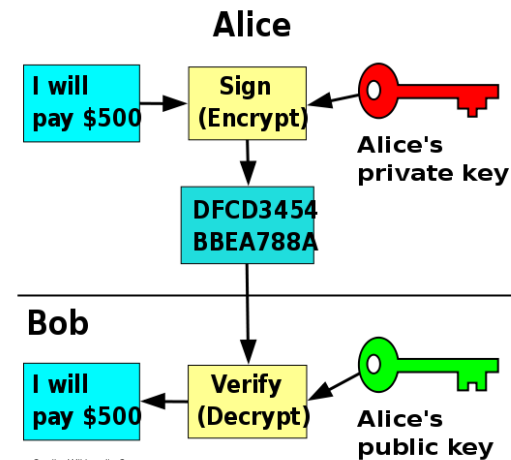 Alice
I will
pay $500
Sign
(Encrypt)
Alice's
private key
DFCD3454
BBEA788A
Bob
I will
pay $500
Verify
(Decrypt)
Alice's
public key